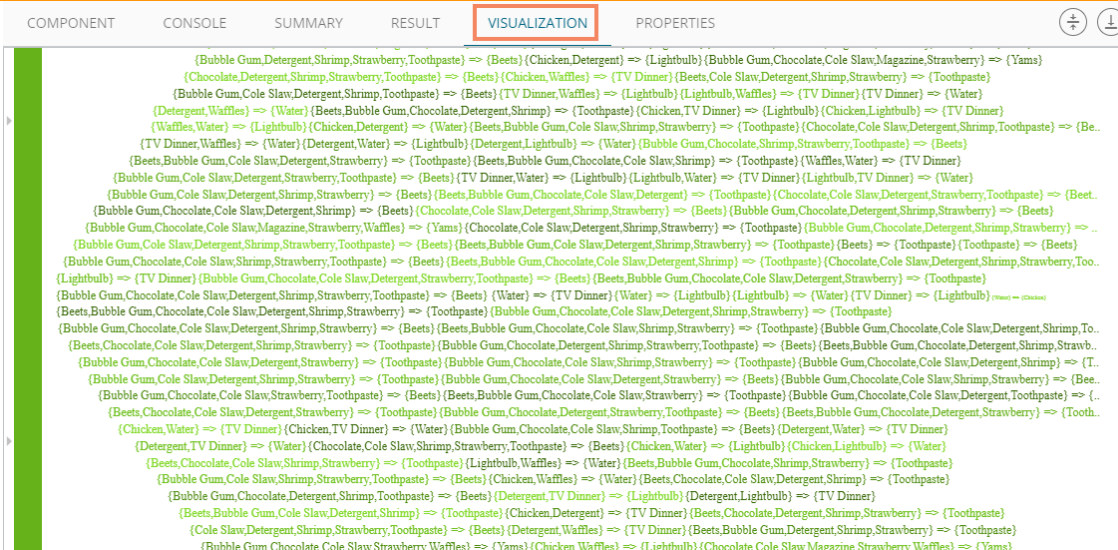 COMPONENT CONSOLE SUMMARY RESULT VISUALIZATION PROPERTIES
{Bubble Gum,Detergent,Shrimp,Strawberry,Toothpaste} => {Beets}{Chicken,Detergent} => {Lightbulb}{Bubble Gum,Chocolate,Cole Slaw,Magazine,Strawberry} => {Yams}
{Chocolate,Detergent,Shrimp,Strawberry,Toothpaste} => {Beets}{Chicken,Waffles} => {TV Dinner}{Beets,Cole Slaw,Detergent,Shrimp,Strawberry} => {Toothpaste}
{Bubble Gum,Cole Slaw,Detergent,Shrimp,Toothpaste} => {Beets}{TV Dinner,Waffles} => {Lightbulb}{Lightbulb,Waffles} => {TV Dinner}{TV Dinner} => {Water}
{Detergent,Waffles} => {Water}{Beets,Bubble Gum,Chocolate,Detergent,Shrimp} => {Toothpaste}{Chicken,TV Dinner} => {Lightbulb}{Chicken,Lightbulb} => {TV Dinner}
{Waffles,Water} => {Lightbulb}{Chicken,Detergent} => {Water}{Beets,Bubble Gum,Cole Slaw,Shrimp,Strawberry} => {Toothpaste}{Chocolate,Cole Slaw,Detergent,Shrimp,Toothpaste} => {Be..
{TV Dinner,Waffles} => {Water}{Detergent,Water} => {Lightbulb}{Detergent,Lightbulb} => {Water}{Bubble Gum,Chocolate,Shrimp,Strawberry,Toothpaste} => {Beets}
{Beets,Bubble Gum,Cole Slaw,Detergent,Strawberry} => {Toothpaste}{Beets,Bubble Gum,Chocolate,Cole Slaw,Shrimp} => {Toothpaste}{Waffles,Water} => {TV Dinner}
{Bubble Gum,Cole Slaw,Detergent,Strawberry,Toothpaste} => {Beets}{TV Dinner,Water} => {Lightbulb}{Lightbulb,Water} => {TV Dinner}{Lightbulb,TV Dinner} => {Water}
{Bubble Gum,Cole Slaw,Detergent,Shrimp,Strawberry} => {Beets}{Beets,Bubble Gum,Chocolate,Cole Slaw,Detergent} => {Toothpaste}{Chocolate,Cole Slaw,Detergent,Strawberry,Toothpaste} => {Beet..
{Bubble Gum,Chocolate,Cole Slaw,Detergent,Shrimp} => {Beets}{Chocolate,Cole Slaw,Detergent,Shrimp,Strawberry} => {Beets}{Bubble Gum,Chocolate,Detergent,Shrimp,Strawberry} => {Beets}
{Bubble Gum,Chocolate,Cole Slaw,Magazine,Strawberry,Waffles} => {Yams}{Chocolate,Cole Slaw,Detergent,Shrimp,Strawberry} => {Toothpaste}{Bubble Gum,Chocolate,Detergent,Shrimp,Strawberry} => ..
{Bubble Gum,Cole Slaw,Detergent,Shrimp,Strawberry,Toothpaste} => {Beets}{Beets,Bubble Gum,Cole Slaw,Detergent,Shrimp,Strawberry} => {Toothpaste}{Beets} => {Toothpaste}{Toothpaste} => {Beets}
{Bubble Gum,Chocolate,Cole Slaw,Shrimp,Strawberry,Toothpaste} => {Beets}{Beets,Bubble Gum,Chocolate,Cole Slaw,Detergent,Shrimp} => {Toothpaste}{Chocolate,Cole Slaw,Detergent,Shrimp,Strawberry,Too..
{Lightbulb} => {TV Dinner}{Bubble Gum,Chocolate,Cole Slaw,Detergent,Strawberry,Toothpaste} => {Beets}{Beets,Bubble Gum,Chocolate,Cole Slaw,Detergent,Strawberry} => {Toothpaste}
{Bubble Gum,Chocolate,Cole Slaw,Detergent,Shrimp,Strawberry,Toothpaste} => {Beets} {Water} => {TV Dinner}{Water} => {Lightbulb}{Lightbulb} => {Water}{TV Dinner} => {Lightbulb} {Water} => {Chicken}
{Beets,Bubble Gum,Chocolate,Cole Slaw,Detergent,Shrimp,Strawberry} => {Toothpaste}{Bubble Gum,Chocolate,Cole Slaw,Detergent,Shrimp,Strawberry} => {Toothpaste}
{Bubble Gum,Chocolate,Cole Slaw,Detergent,Shrimp,Strawberry} => {Beets}{Beets,Bubble Gum,Chocolate,Cole Slaw,Shrimp,Strawberry} => {Toothpaste}{Bubble Gum,Chocolate,Cole Slaw,Detergent,Shrimp,To..
{Beets,Chocolate,Cole Slaw,Detergent,Shrimp,Strawberry} => {Toothpaste}{Bubble Gum,Chocolate,Detergent,Shrimp,Strawberry,Toothpaste} => {Beets}{Beets,Bubble Gum,Chocolate,Detergent,Shrimp,Strawb..
{Bubble Gum,Chocolate,Cole Slaw,Detergent,Strawberry} => {Toothpaste}{Bubble Gum,Chocolate,Cole Slaw,Shrimp,Strawberry} => {Toothpaste}{Bubble Gum,Chocolate,Cole Slaw,Detergent,Shrimp} => {T..
{Bubble Gum,Cole Slaw,Detergent,Shrimp,Strawberry} => {Toothpaste}{Bubble Gum,Chocolate,Cole Slaw,Detergent,Strawberry} => {Beets}{Bubble Gum,Chocolate,Cole Slaw,Shrimp,Strawberry} => {Bee..
{Bubble Gum,Chocolate,Cole Slaw,Strawberry,Toothpaste} => {Beets}{Beets,Bubble Gum,Chocolate,Cole Slaw,Strawberry} => {Toothpaste}{Bubble Gum,Chocolate,Cole Slaw,Detergent,Toothpaste} => {..
{Beets,Chocolate,Cole Slaw,Detergent,Strawberry} => {Toothpaste}{Bubble Gum,Chocolate,Detergent,Strawberry,Toothpaste} => {Beets}{Beets,Bubble Gum,Chocolate,Detergent,Strawberry} => {Tooth..
{Chicken,Water} => {TV Dinner}{Chicken,TV Dinner} => {Water}{Bubble Gum,Chocolate,Cole Slaw,Shrimp,Toothpaste} => {Beets}{Detergent,Water} => {TV Dinner}
{Detergent,TV Dinner} => {Water}{Chocolate,Cole Slaw,Shrimp,Strawberry,Toothpaste} => {Beets}{Chicken,Water} => {Lightbulb}{Chicken,Lightbulb} => {Water}
{Beets,Chocolate,Cole Slaw,Shrimp,Strawberry} => {Toothpaste}{Lightbulb,Waffles} => {Water}{Beets,Bubble Gum,Chocolate,Shrimp,Strawberry} => {Toothpaste}
{Bubble Gum,Cole Slaw,Shrimp,Strawberry,Toothpaste} => {Beets}{Chicken,Waffles} => {Water}{Beets,Chocolate,Cole Slaw,Detergent,Shrimp} => {Toothpaste}
{Bubble Gum,Chocolate,Detergent,Shrimp,Toothpaste} => {Beets}{Detergent,TV Dinner} => {Lightbulb}{Detergent,Lightbulb} => {TV Dinner}
{Beets,Bubble Gum,Cole Slaw,Detergent,Shrimp} => {Toothpaste}{Chicken,Detergent} => {TV Dinner}{Beets,Chocolate,Detergent,Shrimp,Strawberry} => {Toothpaste}
{Cole Slaw,Detergent,Shrimp,Strawberry,Toothpaste} => {Beets}{Detergent,Waffles} => {TV Dinner}{Beets,Bubble Gum,Detergent,Shrimp,Strawberry} => {Toothpaste}
{Bubble Gum,Chocolate,Cole Slaw,Strawberry,Waffles} => {Yams}{Chicken,Waffles} => {Lightbulb}{Chocolate,Cole Slaw,Magazine,Strawberry,Waffles} => {Yams}